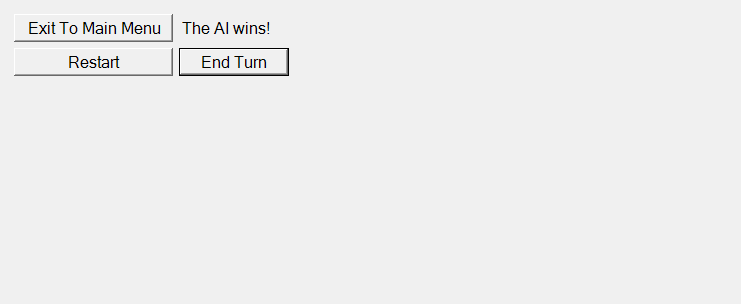 Exit To Main Menu The AI wins!
Restart End Turn